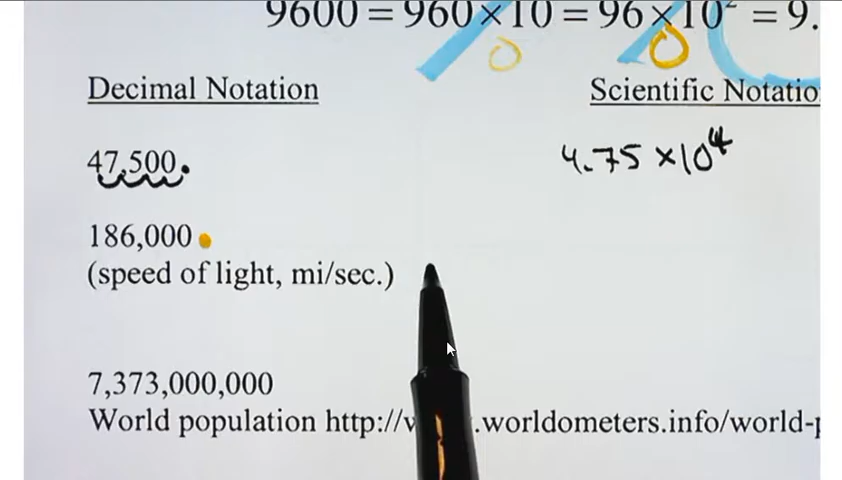 9600 = 960 × 10 = 96 × 10² = 9.
Decimal Notation Scientific Notatio
47,500. 4.75 × 10⁴
186,000.
(speed of light, mi/sec.)
7,373,000,000
World population http:// .worldometers.info/world-p